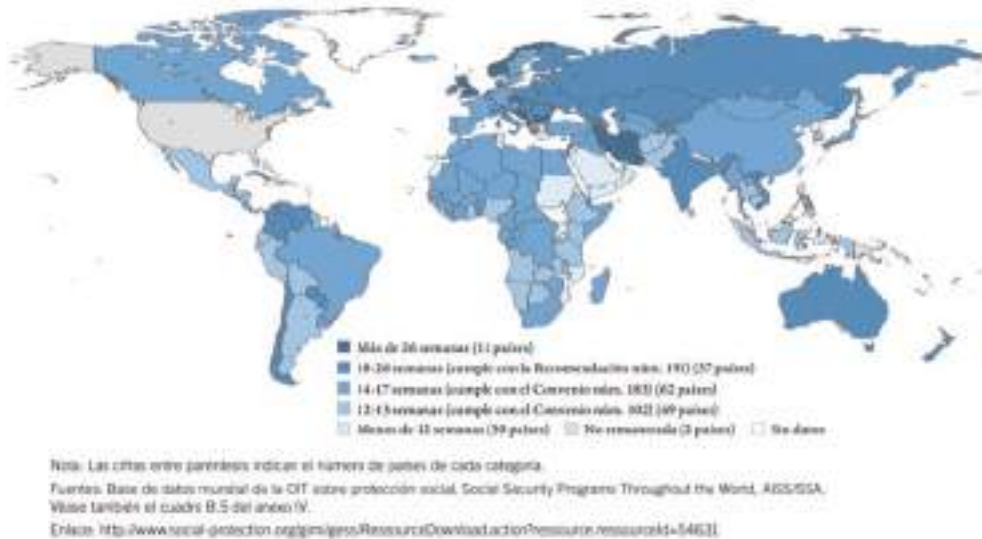 Más de 26 semanas (11 países)
18-26 semanas (cumple con la Recomendación núm. 191) (37 países)
14-17 semanas (cumple con el Convenio núm. 183) (62 países)
12-13 semanas (cumple con el Convenio núm. 102) (49 países)
Menos de 12 semanas (30 países) No remunerada (3 países) Sin datos
Nota: Las cifras entre paréntesis indican el número de países de cada categoría.
Fuentes: Base de datos mundial de la OIT sobre protección social; Social Security Programs Throughout the World, AISS/SSA.
Véase también el cuadro B.5 del anexo IV.
Enlace: http://www.social-protection.org/gimi/gess/RessourceDownload.action?ressource.ressourceId=54631